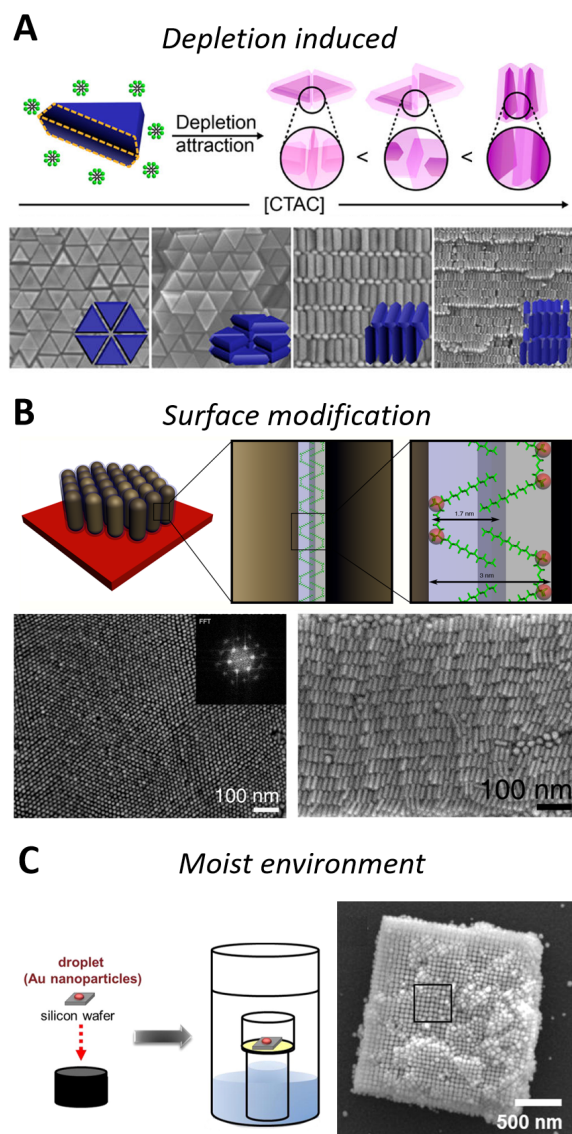 A
Depletion induced
Depletion
attraction
< <
[CTAC]
B
Surface modification
1.7 nm
3 nm
FFT
100 nm
100 nm
C
Moist environment
droplet
(Au nanoparticles)
silicon wafer
500 nm